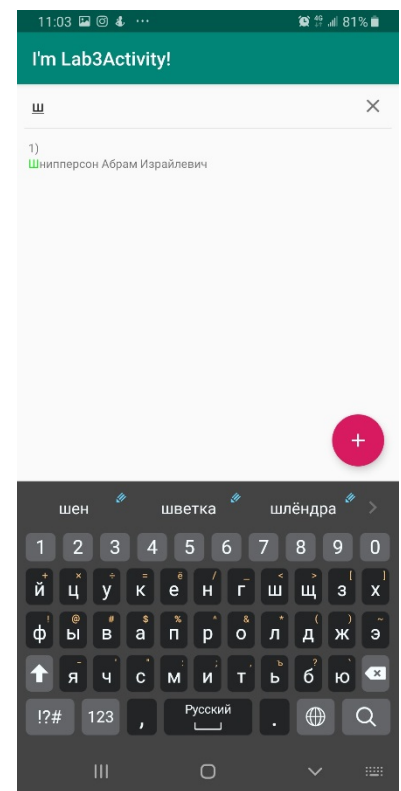 11:03 ··· 4G 81%
I'm Lab3Activity!
ш
1)
Шнипперсон Абрам Израйлевич
+
шен шветка шлёндра
1 2 3 4 5 6 7 8 9 0
й ц у к е н г ш щ з х
ф ы в а п р о л д ж э
я ч с м и т ь б ю
!?# 123 , Русский .